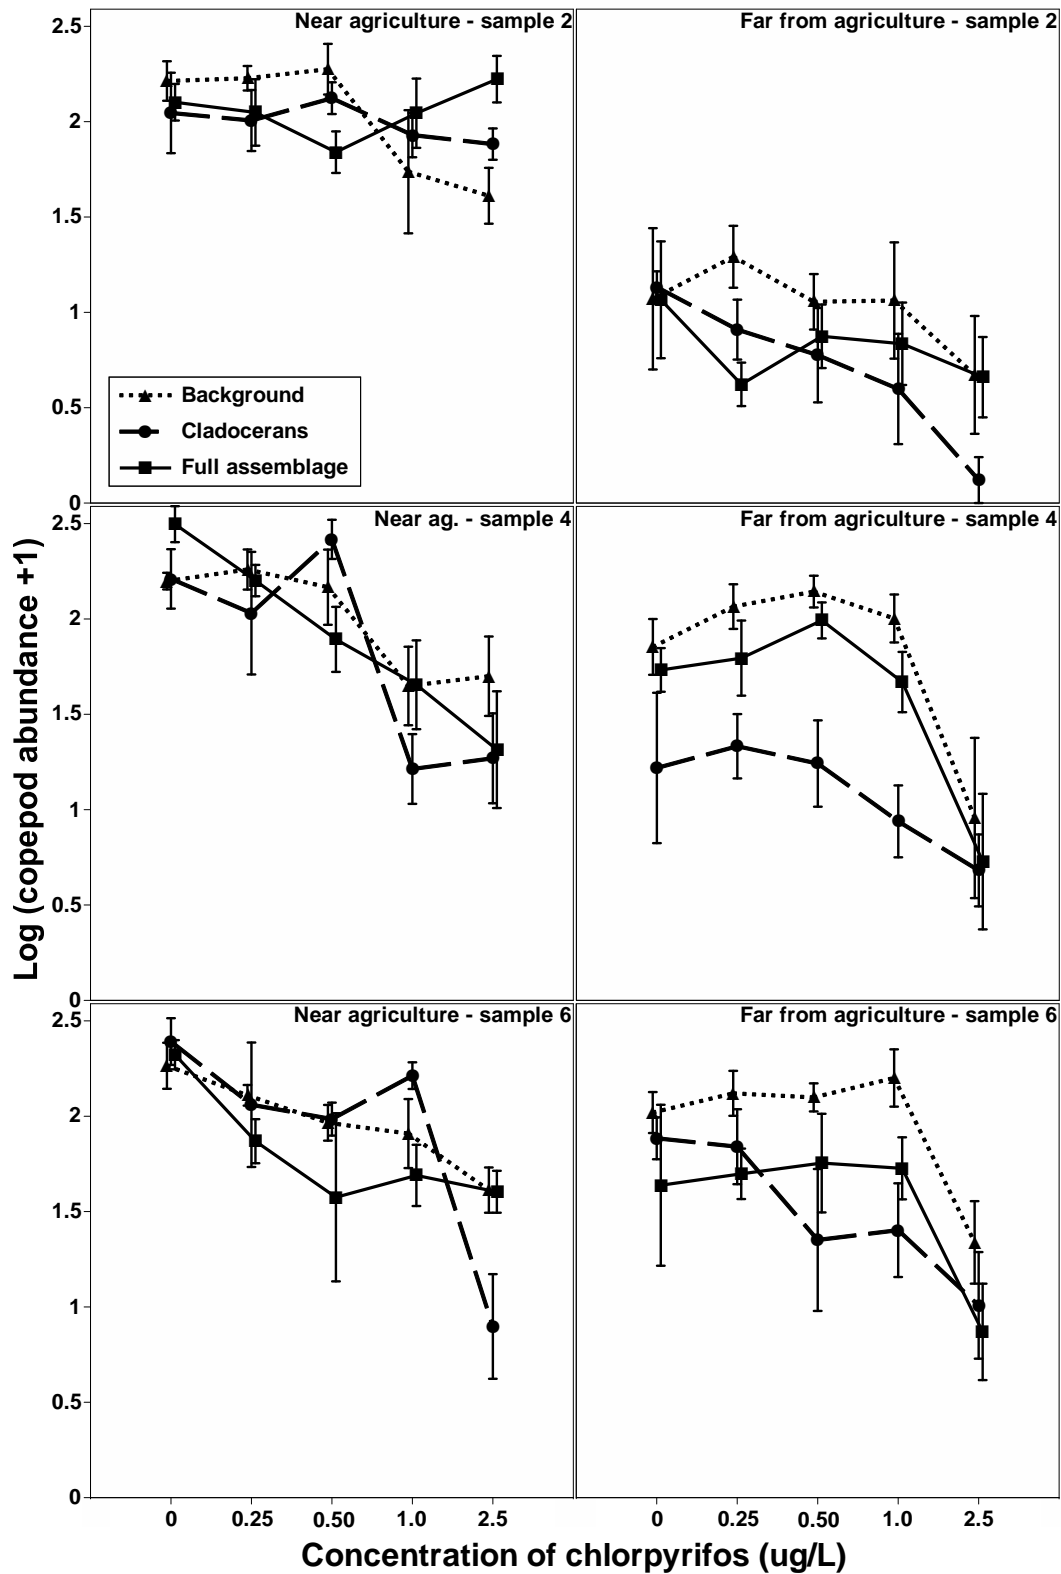 Near agriculture - sample 2
Far from agriculture - sample 2
2.5
2
1.5
1
0.5
0
Background
Cladocerans
Full assemblage
Near ag. - sample 4
Far from agriculture - sample 4
2.5
2
1.5
1
0.5
0
Log (copepod abundance +1)
Near agriculture - sample 6
Far from agriculture - sample 6
2.5
2
1.5
1
0.5
0
0 0.25 0.50 1.0 2.5 0 0.25 0.50 1.0 2.5
Concentration of chlorpyrifos (ug/L)